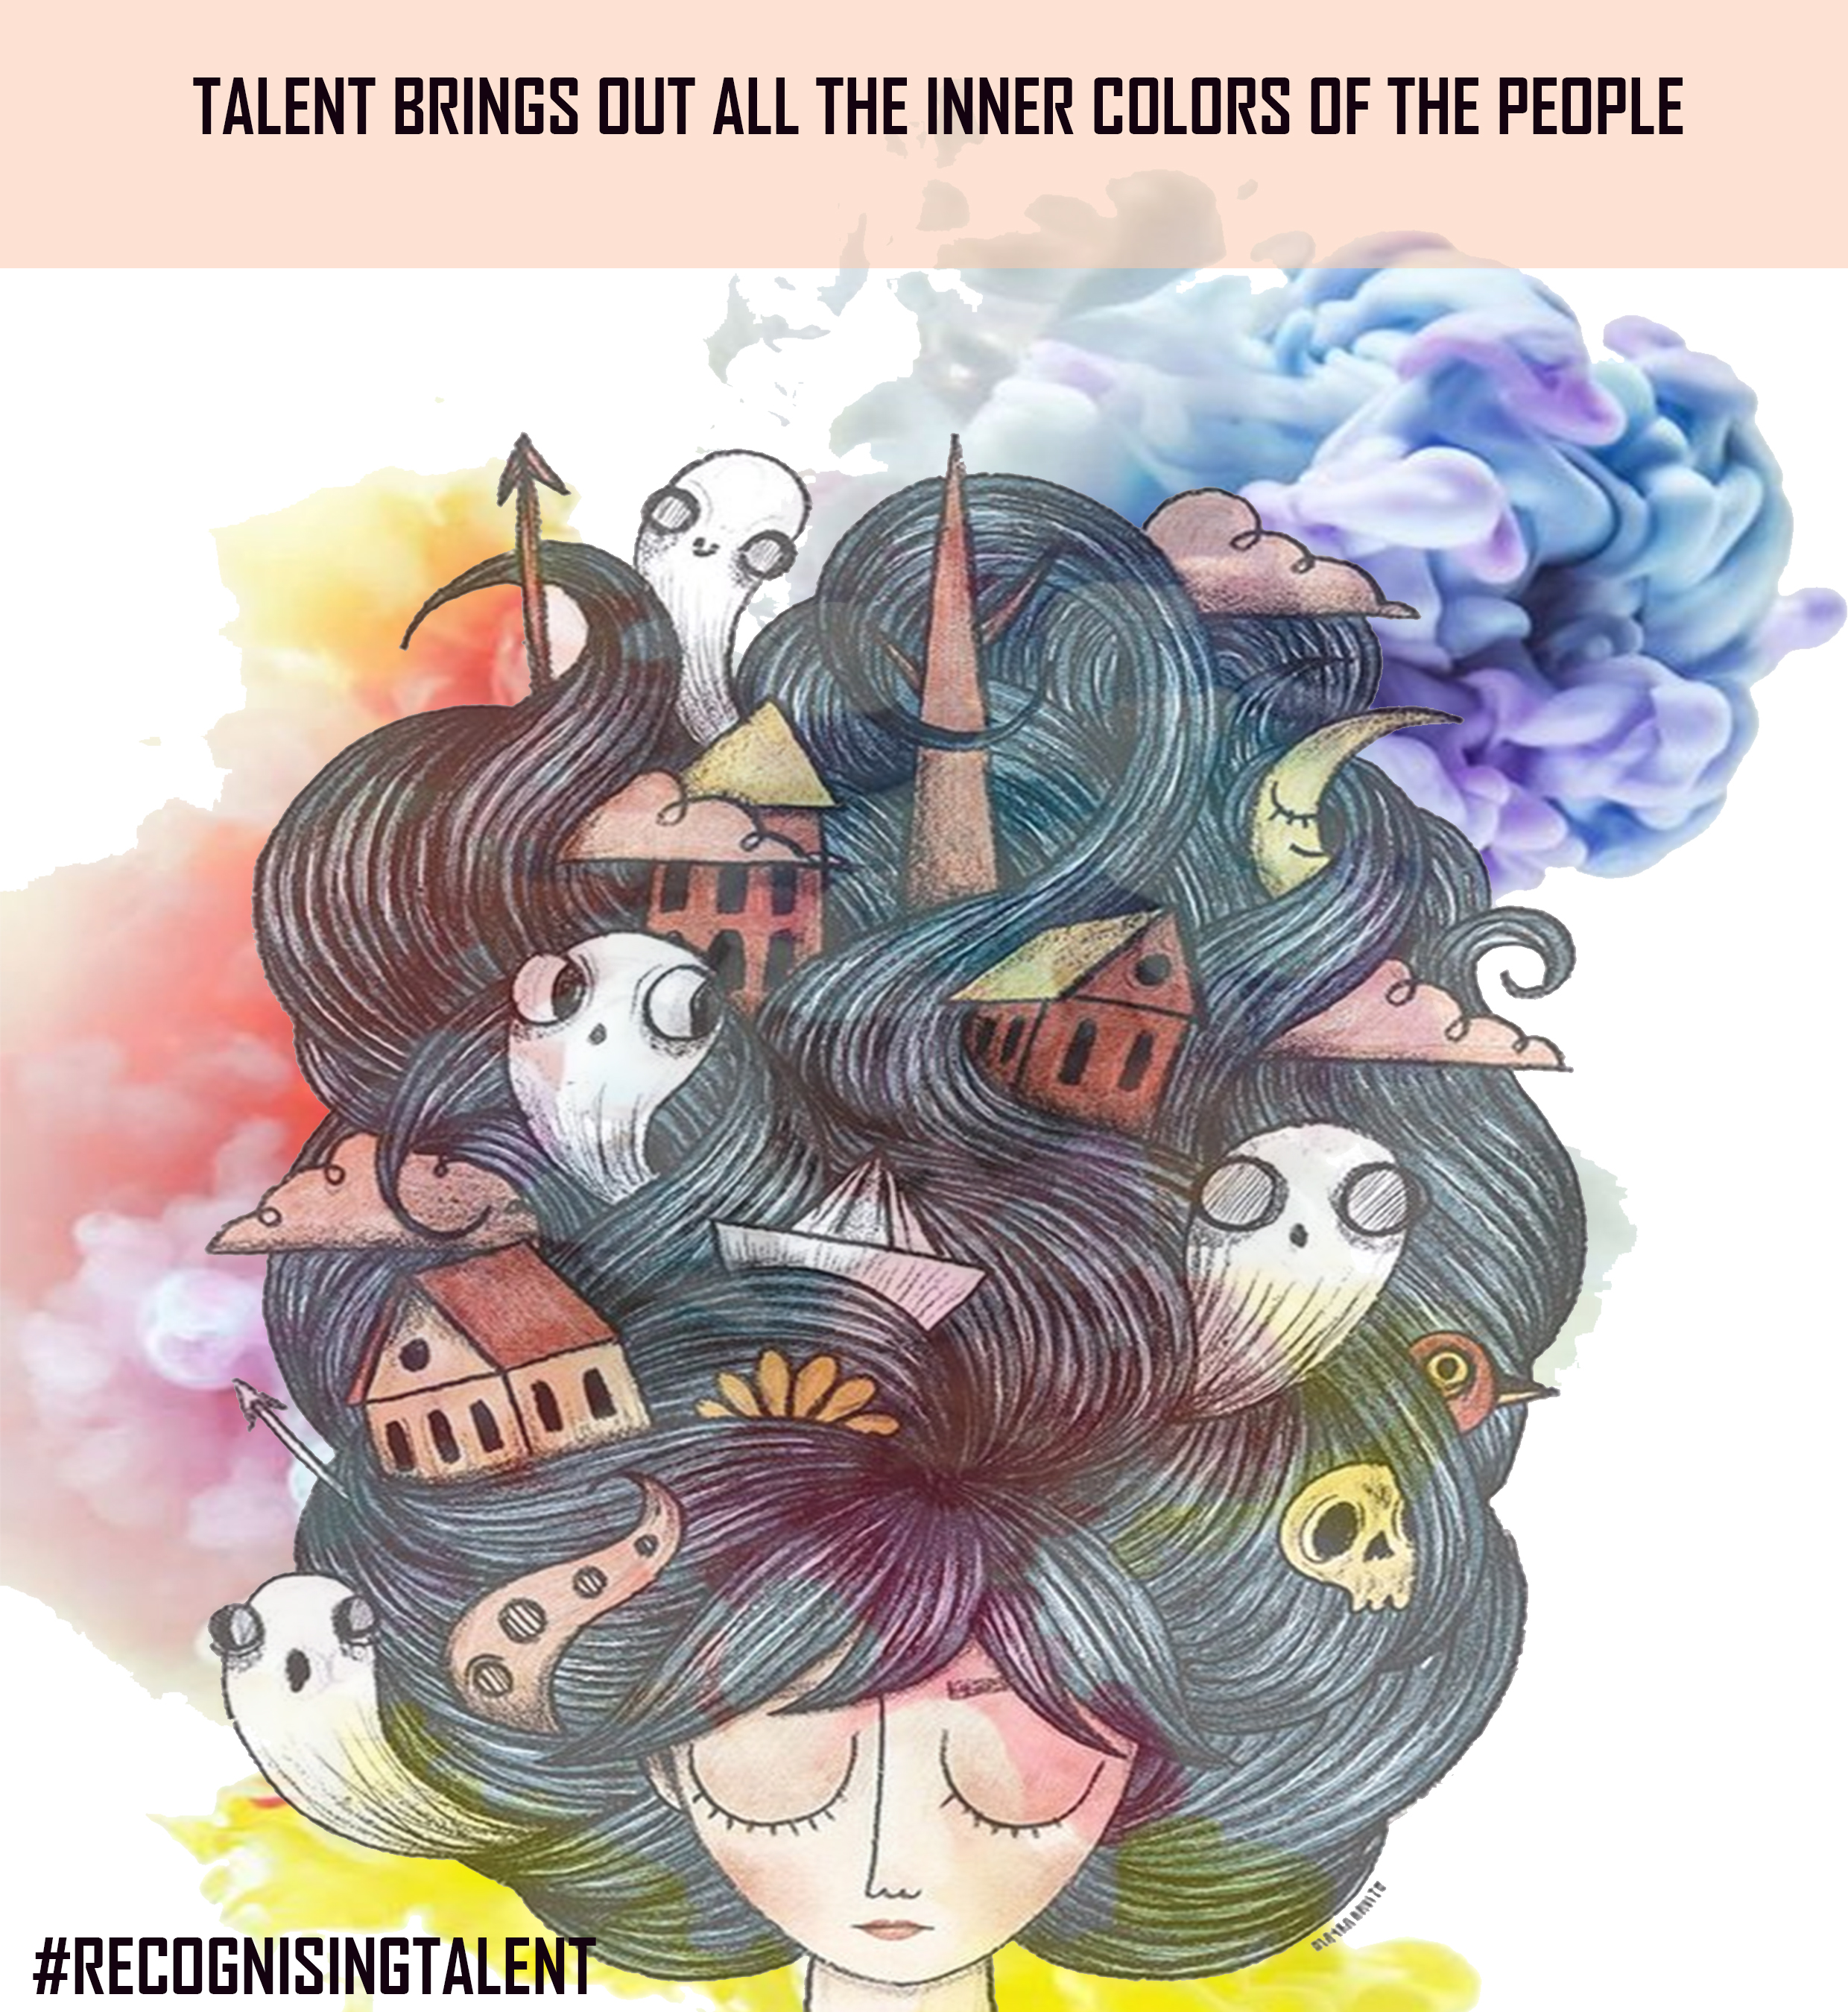 TALENT BRINGS OUT ALL THE INNER COLORS OF THE PEOPLE
#RECOGNISINGTALENT